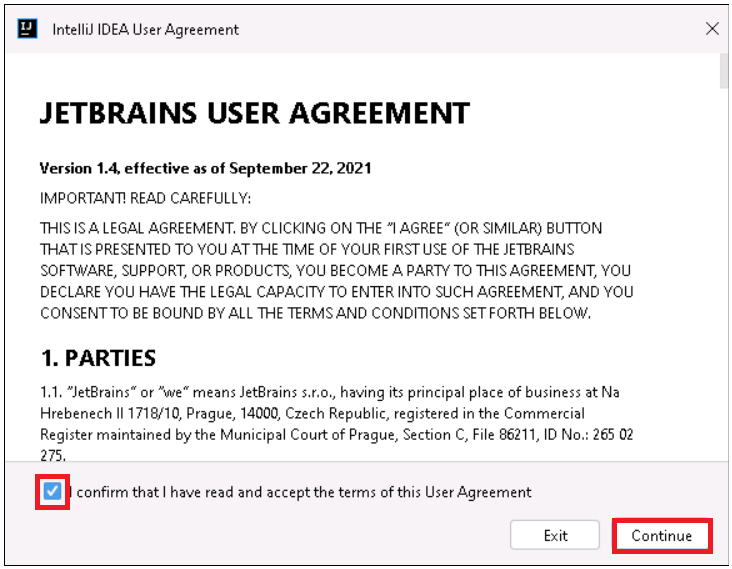 IJ IntelliJ IDEA User Agreement
JETBRAINS USER AGREEMENT
Version 1.4, effective as of September 22, 2021
IMPORTANT! READ CAREFULLY:
THIS IS A LEGAL AGREEMENT. BY CLICKING ON THE "I AGREE" (OR SIMILAR) BUTTON
THAT IS PRESENTED TO YOU AT THE TIME OF YOUR FIRST USE OF THE JETBRAINS
SOFTWARE, SUPPORT, OR PRODUCTS, YOU BECOME A PARTY TO THIS AGREEMENT, YOU
DECLARE YOU HAVE THE LEGAL CAPACITY TO ENTER INTO SUCH AGREEMENT, AND YOU
CONSENT TO BE BOUND BY ALL THE TERMS AND CONDITIONS SET FORTH BELOW.
1. PARTIES
1.1. "JetBrains" or "we" means JetBrains s.r.o., having its principal place of business at Na
Hrebenech II 1718/10, Prague, 14000, Czech Republic, registered in the Commercial
Register maintained by the Municipal Court of Prague, Section C, File 86211, ID No.: 265 02
275.
I confirm that I have read and accept the terms of this User Agreement
Exit Continue